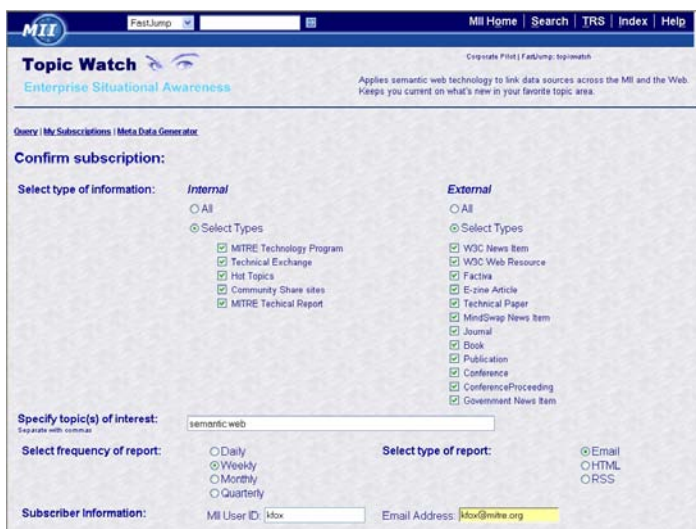 MII
FastJump
MII Home | Search | TRS | Index | Help
Topic Watch
Enterprise Situational Awareness
Corporate Pilot | FastJump: topicwatch
Applies semantic web technology to link data sources across the MII and the Web.
Keeps you current on what's new in your favorite topic area.
Query | My Subscriptions | Meta Data Generator
Confirm subscription:
Select type of information:
Internal
All
Select Types
MITRE Technology Program
Technical Exchange
Hot Topics
Community Share sites
MITRE Techical Report
External
All
Select Types
W3C News Item
W3C Web Resource
Factiva
E-zine Article
Technical Paper
MindSwap News Item
Journal
Book
Publication
Conference
ConferenceProceeding
Government News Item
Specify topic(s) of interest:
Separate with commas
semantic web
Select frequency of report:
Daily
Weekly
Monthly
Quarterly
Select type of report:
Email
HTML
RSS
Subscriber Information:
MII User ID: kfox
Email Address: kfox@mitre.org